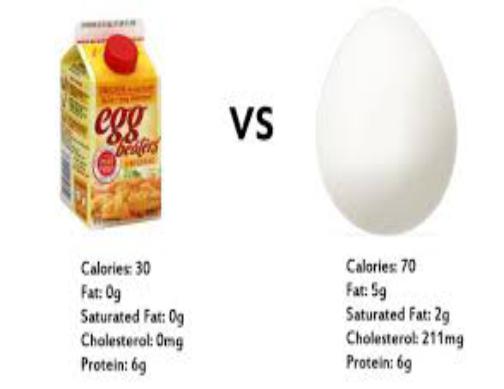 egg
beaters
VS
Calories: 30
Fat: 0g
Saturated Fat: 0g
Cholesterol: 0mg
Protein: 6g
Calories: 70
Fat: 5g
Saturated Fat: 2g
Cholesterol: 211mg
Protein: 6g